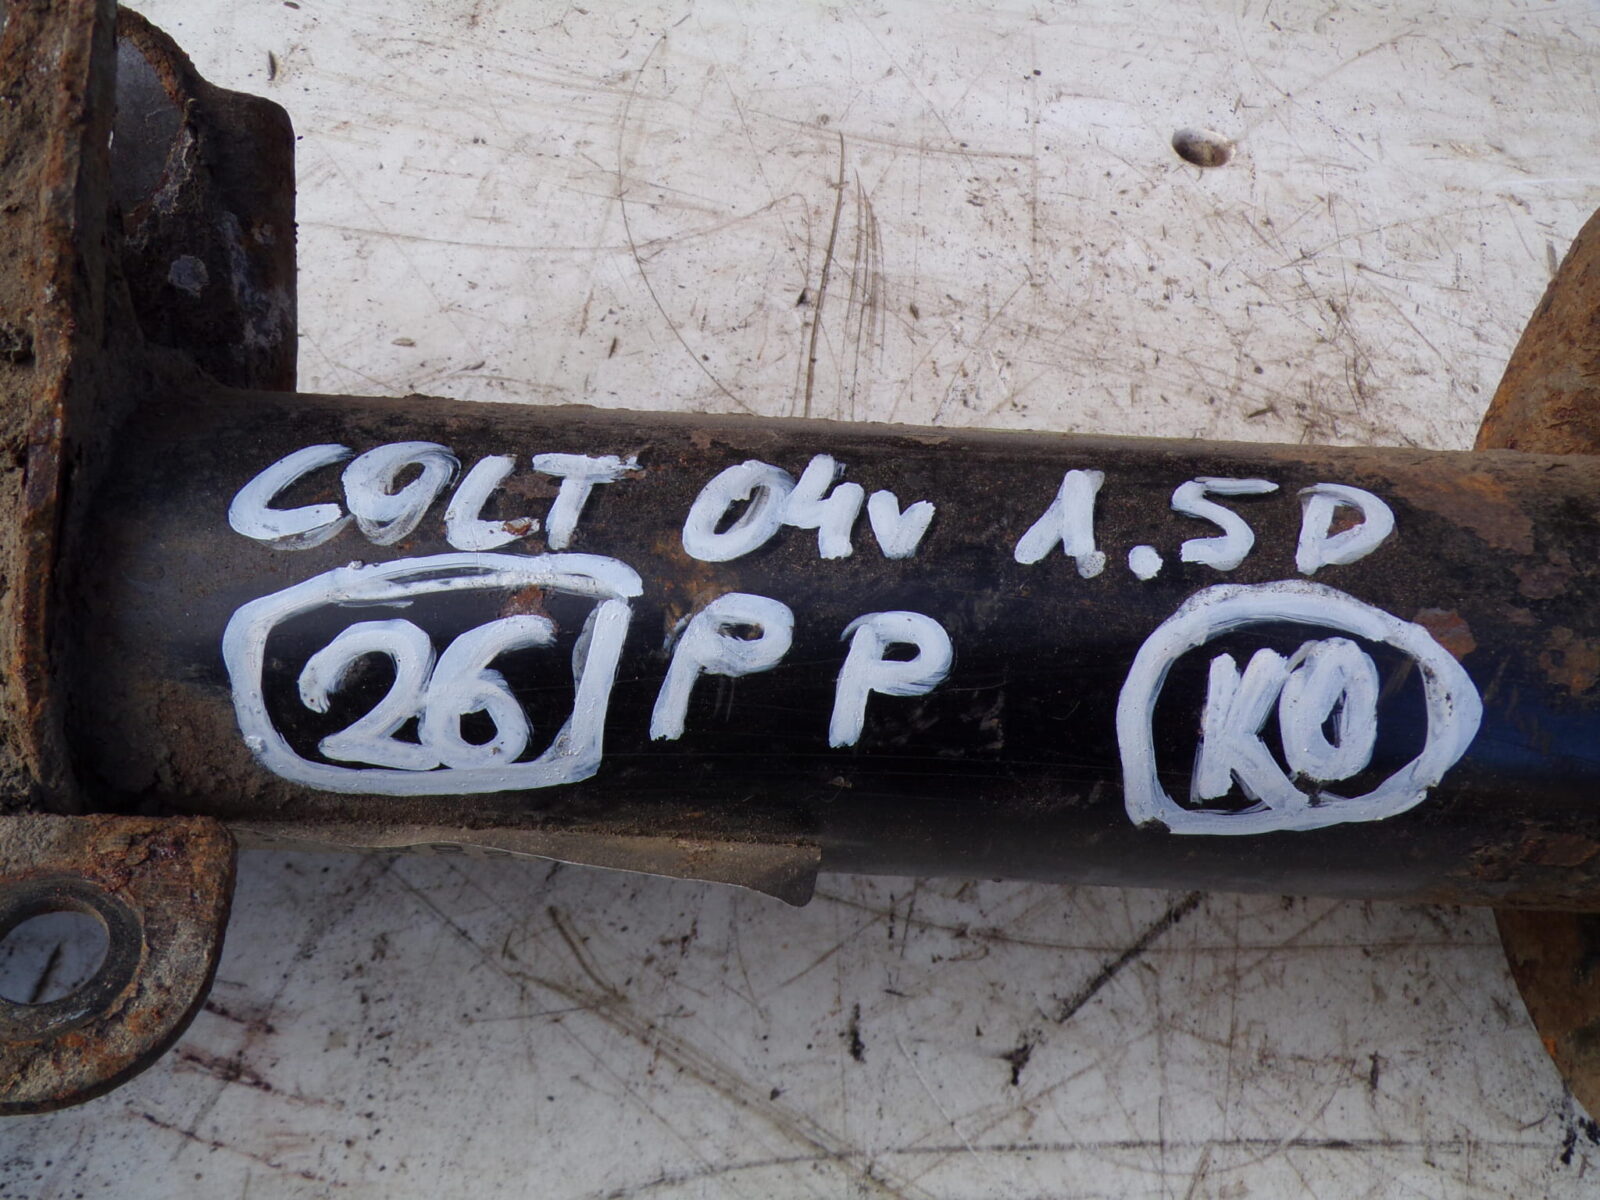 COLT 04v 1.5D
26 PP KO